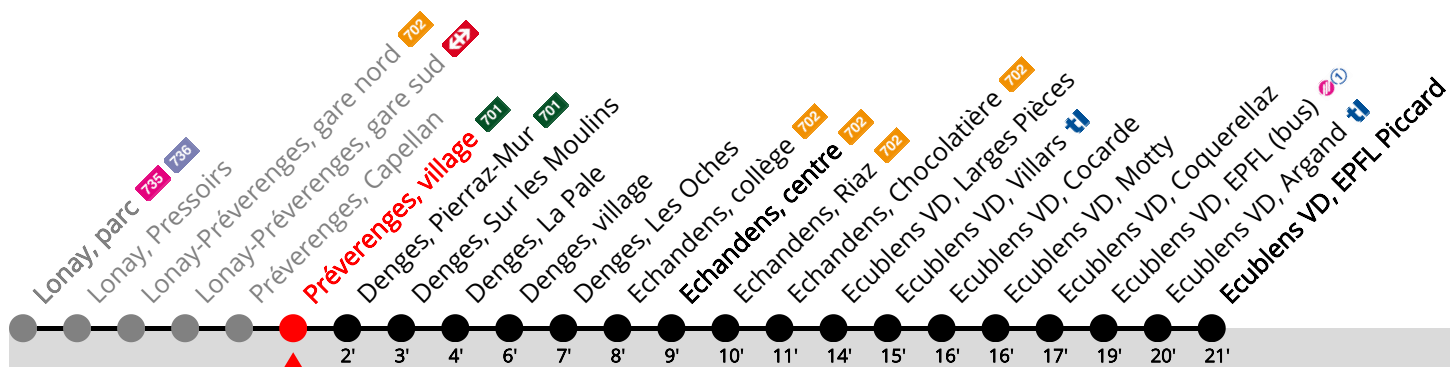 Lonay, parc 735 736
Lonay, Pressoirs
Lonay-Préverenges, gare nord 702
Lonay-Préverenges, gare sud
Préverenges, Capellan
Préverenges, village 701
Denges, Pierraz-Mur 701
Denges, Sur les Moulins
Denges, La Pale
Denges, village
Denges, Les Oches
Echandens, collège 702
Echandens, centre 702
Echandens, Riaz 702
Echandens, Chocolatière 702
Ecublens VD, Larges Pièces
Ecublens VD, Villars tl
Ecublens VD, Cocarde
Ecublens VD, Motty
Ecublens VD, Coquerellaz
Ecublens VD, EPFL (bus) m 1
Ecublens VD, Argand tl
Ecublens VD, EPFL Piccard
2' 3' 4' 6' 7' 8' 9' 10' 11' 14' 15' 16' 16' 17' 19' 20' 21'